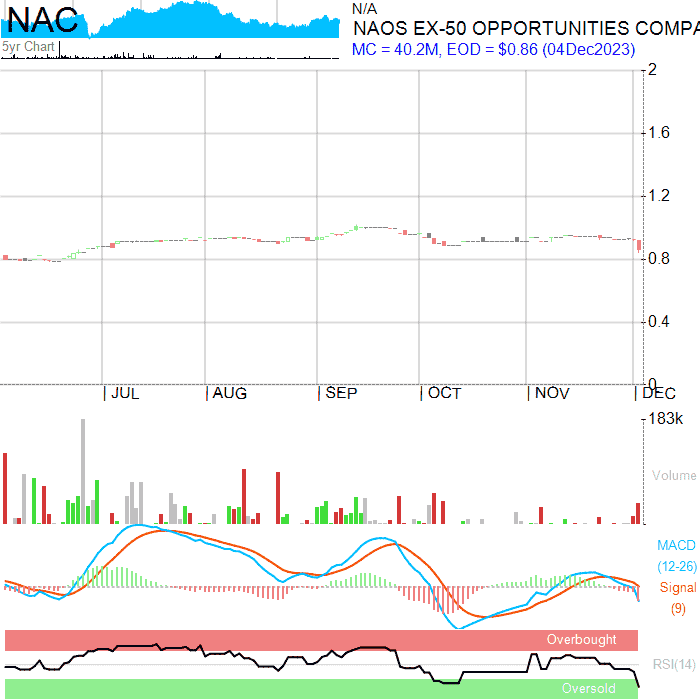 NAC
5yr Chart
N/A
NAOS EX-50 OPPORTUNITIES COMPA
MC = 40.2M, EOD = $0.86 (04Dec2023)
2
1.6
1.2
0.8
0.4
0
JUL AUG SEP OCT NOV DEC
183k
Volume
MACD
(12-26)
Signal
(9)
Overbought
RSI(14)
Oversold